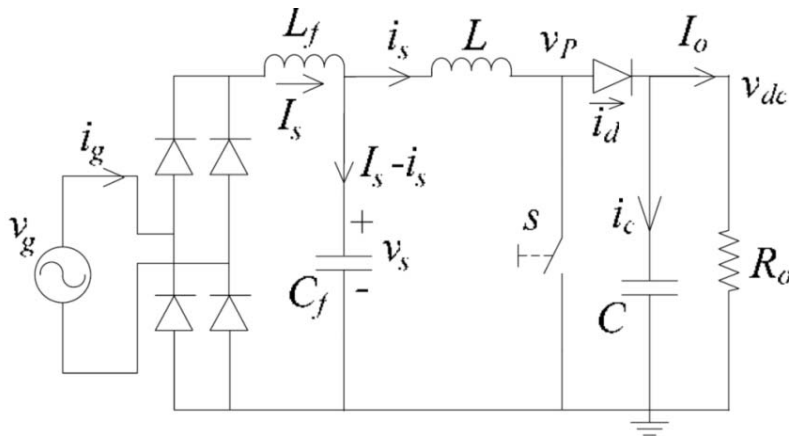 L_f
i_s
L
v_P
I_o
I_s
i_d
v_dc
i_g
I_s - i_s
v_g
+
v_s
-
C_f
s
i_c
C
R_o